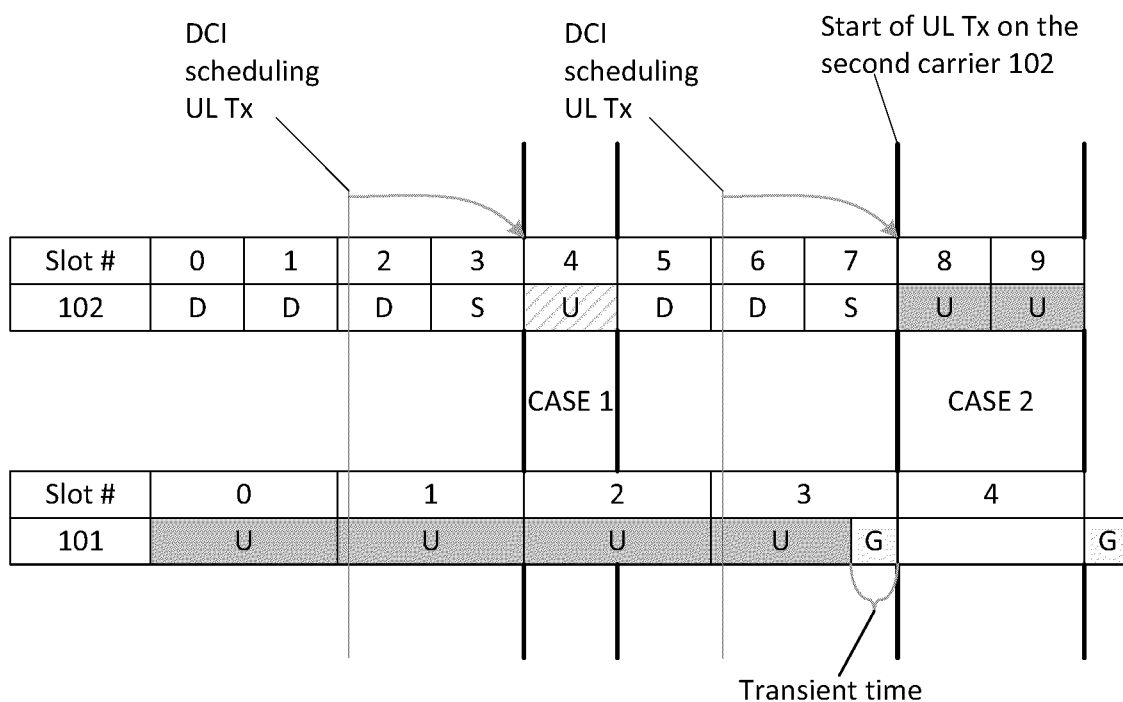 DCI
scheduling
UL Tx
DCI
scheduling
UL Tx
Start of UL Tx on the
second carrier 102
Slot # 0 1 2 3 4 5 6 7 8 9
102 D D D S U D D S U U
CASE 1 CASE 2
Slot # 0 1 2 3 4
101 U U U U G G
Transient time